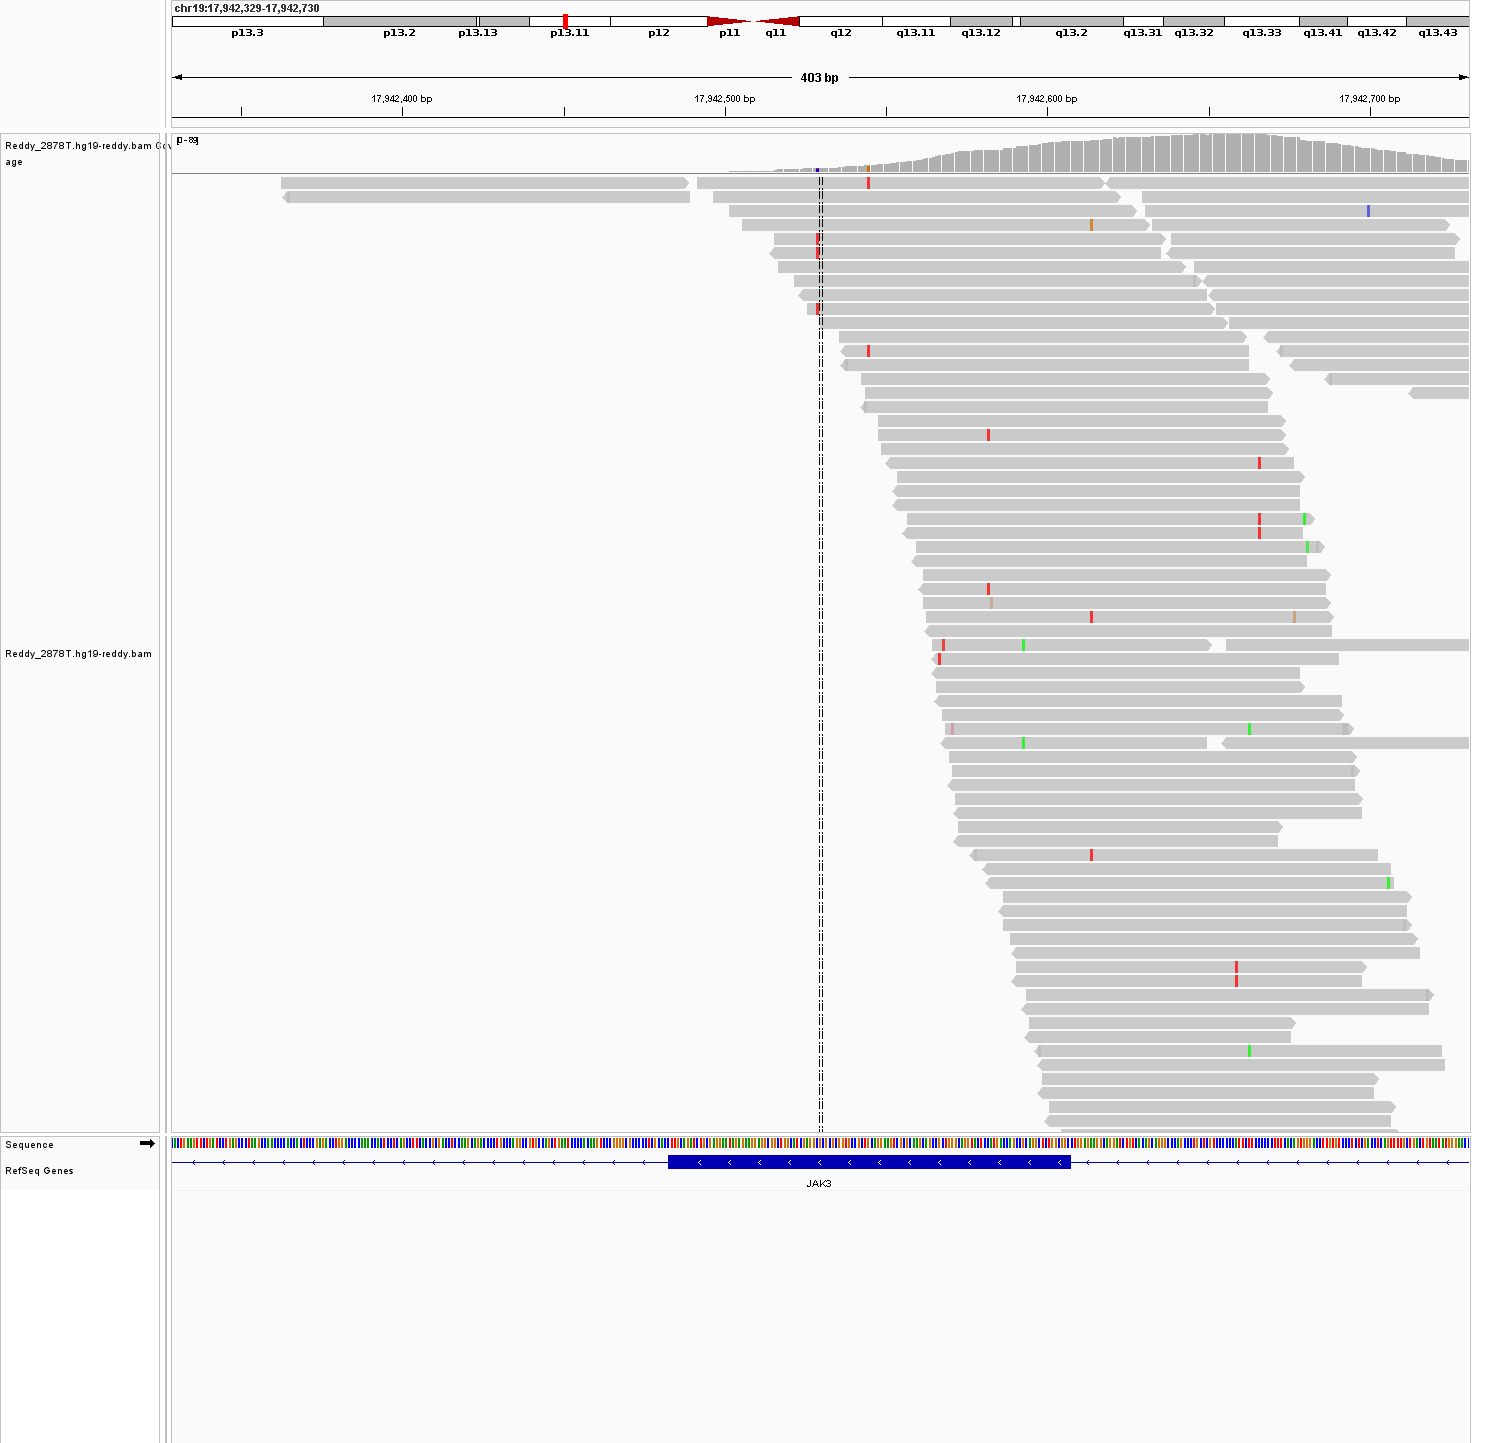 chr19:17,942,329-17,942,730
p13.3 p13.2 p13.13 p13.11 p12 p11 q11 q12 q13.11 q13.12 q13.2 q13.31 q13.32 q13.33 q13.41 q13.42 q13.43
403 bp
17,942,400 bp 17,942,500 bp 17,942,600 bp 17,942,700 bp
[0 - 89]
Reddy_2878T.hg19-reddy.bam Cov
age
Reddy_2878T.hg19-reddy.bam
Sequence
RefSeq Genes
JAK3